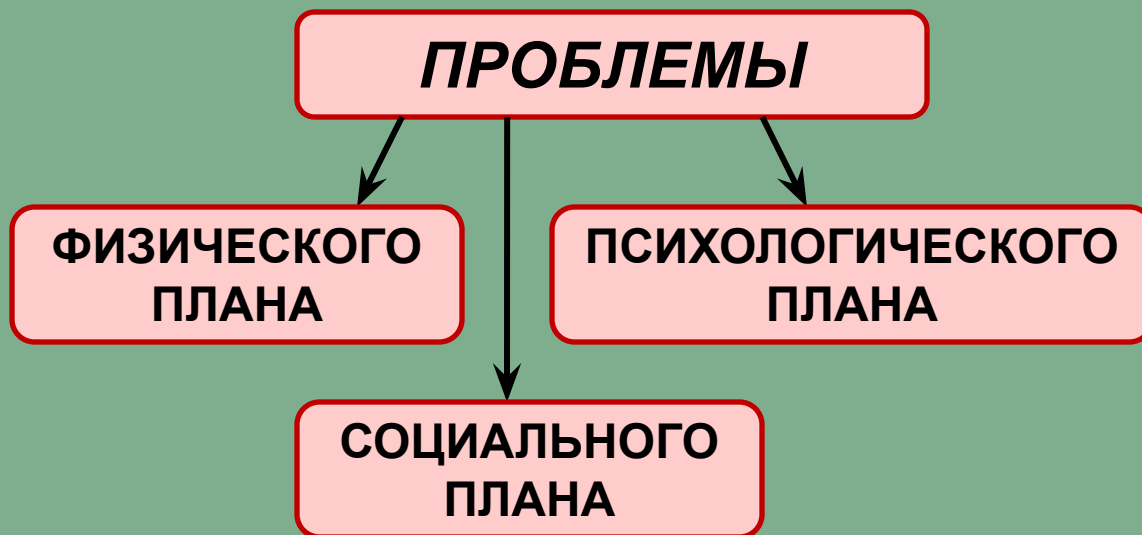 ПРОБЛЕМЫ
ФИЗИЧЕСКОГО
ПЛАНА
ПСИХОЛОГИЧЕСКОГО
ПЛАНА
СОЦИАЛЬНОГО
ПЛАНА